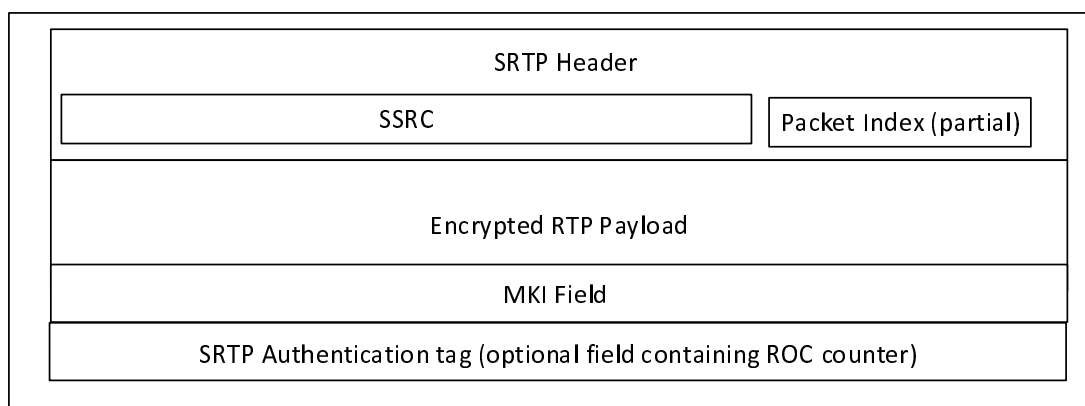 SRTP Header
SSRC
Packet Index (partial)
Encrypted RTP Payload
MKI Field
SRTP Authentication tag (optional field containing ROC counter)